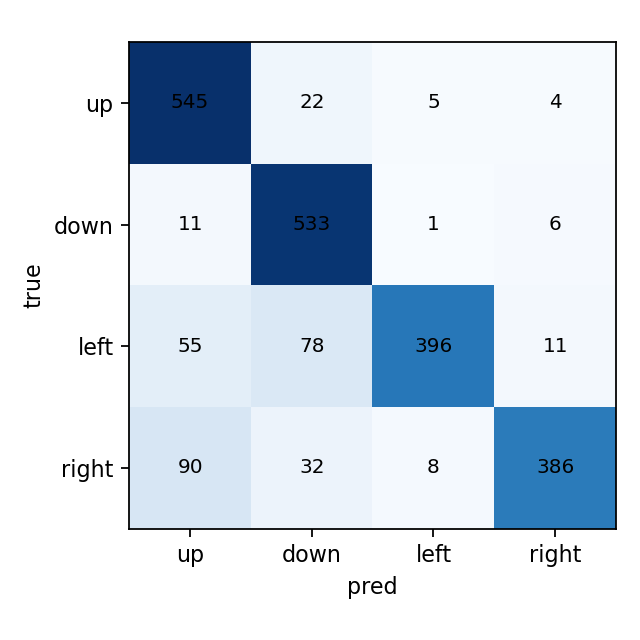 up 545 22 5 4
down 11 533 1 6
true
left 55 78 396 11
right 90 32 8 386
up down left right
pred